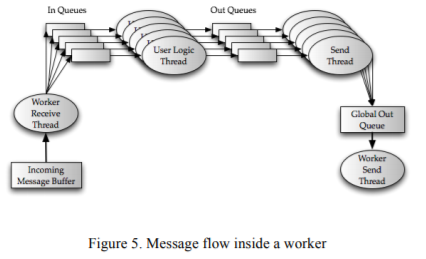 In Queues
Out Queues
User Logic
Thread
Send
Thread
Worker
Receive
Thread
Global Out
Queue
Incoming
Message Buffer
Worker
Send
Thread
Figure 5. Message flow inside a worker